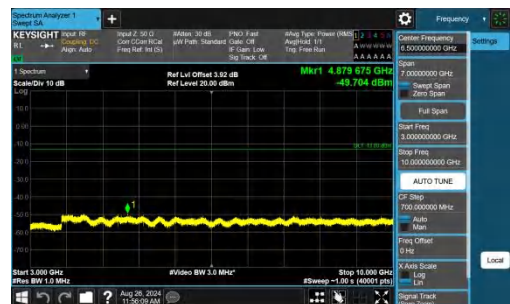 Spectrum Analyzer 1
Swept SA
Frequency
KEYSIGHT Input: RF
Coupling: DC
Align: Auto
Input Z: 50 Ω
Corr CCorr RCal
Freq Ref: Int (S)
#Atten: 30 dB
µW Path: Standard
PNO: Fast
Gate: Off
IF Gain: Low
Sig Track: Off
#Avg Type: Power (RMS)
Avg|Hold: 1/1
Trig: Free Run
1 2 3 4 5 6
A W W W W W
A A A A A A
1 Spectrum
Scale/Div 10 dB
Log
Ref Lvl Offset 3.92 dB
Ref Level 20.00 dBm
Mkr1 4.879 675 GHz
-49.704 dBm
10.0
0.00
-10.0
-20.0
-30.0
-40.0
-50.0
-60.0
-70.0
1
Start 3.000 GHz
#Res BW 1.0 MHz
#Video BW 3.0 MHz*
Stop 10.000 GHz
#Sweep ~1.00 s (40001 pts)
Aug 26, 2024
11:56:09 AM
Center Frequency
6.500000000 GHz
Settings
Span
7.00000000 GHz
Swept Span
Zero Span
Full Span
Start Freq
3.000000000 GHz
Stop Freq
10.000000000 GHz
AUTO TUNE
CF Step
700.000000 MHz
Auto
Man
Freq Offset
0 Hz
X Axis Scale
Log
Lin
Local
Signal Track